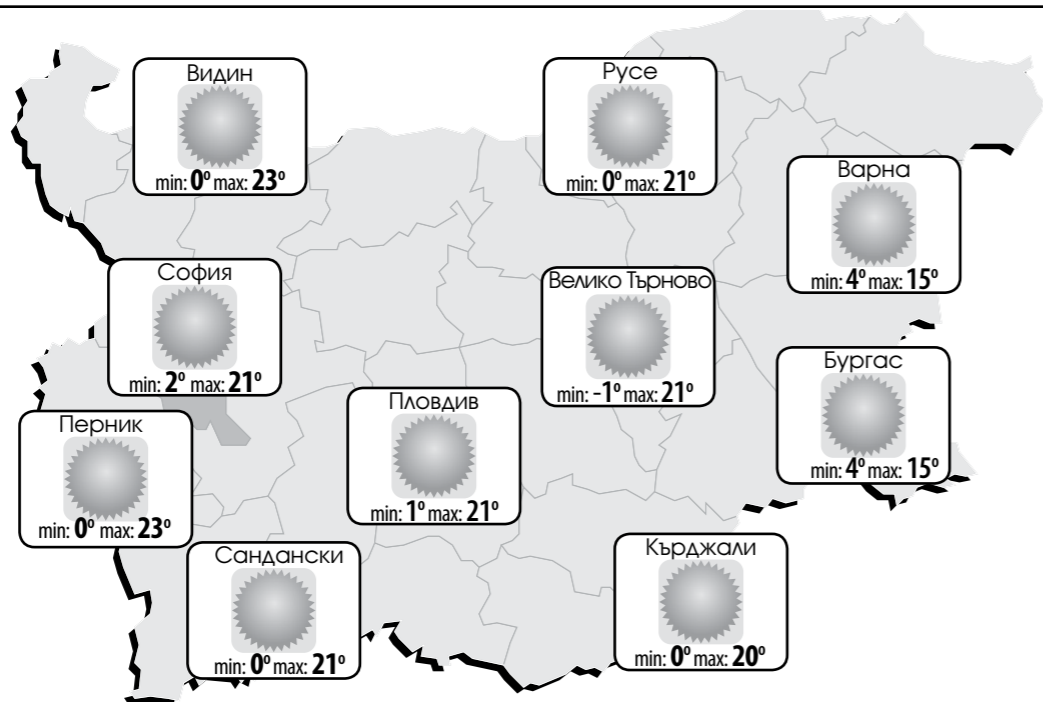 Видин
min: 0° max: 23°
Русе
min: 0° max: 21°
Варна
min: 4° max: 15°
София
min: 2° max: 21°
Велико Търново
min: -1° max: 21°
Бургас
min: 4° max: 15°
Пловдив
min: 1° max: 21°
Перник
min: 0° max: 23°
Сандански
min: 0° max: 21°
Кърджали
min: 0° max: 20°